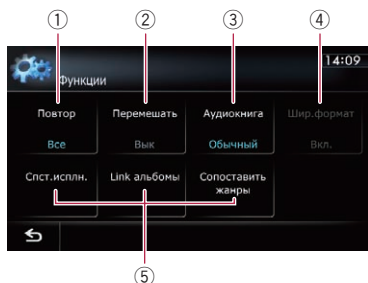 ① ② ③ ④
14:09
Функции
Повтор Перемешать Аудиокнига Шир.формат
Все Вык Обычный Вкл.
Спст.исплн. Link альбомы Сопоставить
жанры
⑤